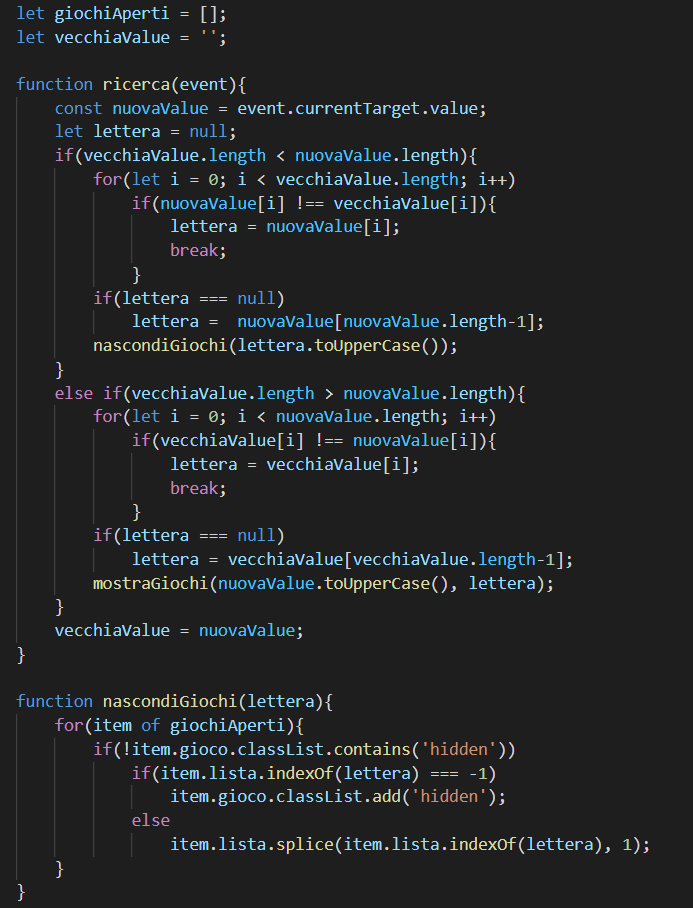 let giochiAperti = [];
let vecchiaValue = '';

function ricerca(event){
    const nuovaValue = event.currentTarget.value;
    let lettera = null;
    if(vecchiaValue.length < nuovaValue.length){
        for(let i = 0; i < vecchiaValue.length; i++)
            if(nuovaValue[i] !== vecchiaValue[i]){
                lettera = nuovaValue[i];
                break;
            }
        if(lettera === null)
            lettera =  nuovaValue[nuovaValue.length-1];
        nascondiGiochi(lettera.toUpperCase());
    }
    else if(vecchiaValue.length > nuovaValue.length){
        for(let i = 0; i < nuovaValue.length; i++)
            if(vecchiaValue[i] !== nuovaValue[i]){
                lettera = vecchiaValue[i];
                break;
            }
        if(lettera === null)
            lettera = vecchiaValue[vecchiaValue.length-1];
        mostraGiochi(nuovaValue.toUpperCase(), lettera);
    }
    vecchiaValue = nuovaValue;
}

function nascondiGiochi(lettera){
    for(item of giochiAperti){
        if(!item.gioco.classList.contains('hidden'))
            if(item.lista.indexOf(lettera) === -1)
                item.gioco.classList.add('hidden');
            else
                item.lista.splice(item.lista.indexOf(lettera), 1);
    }
}